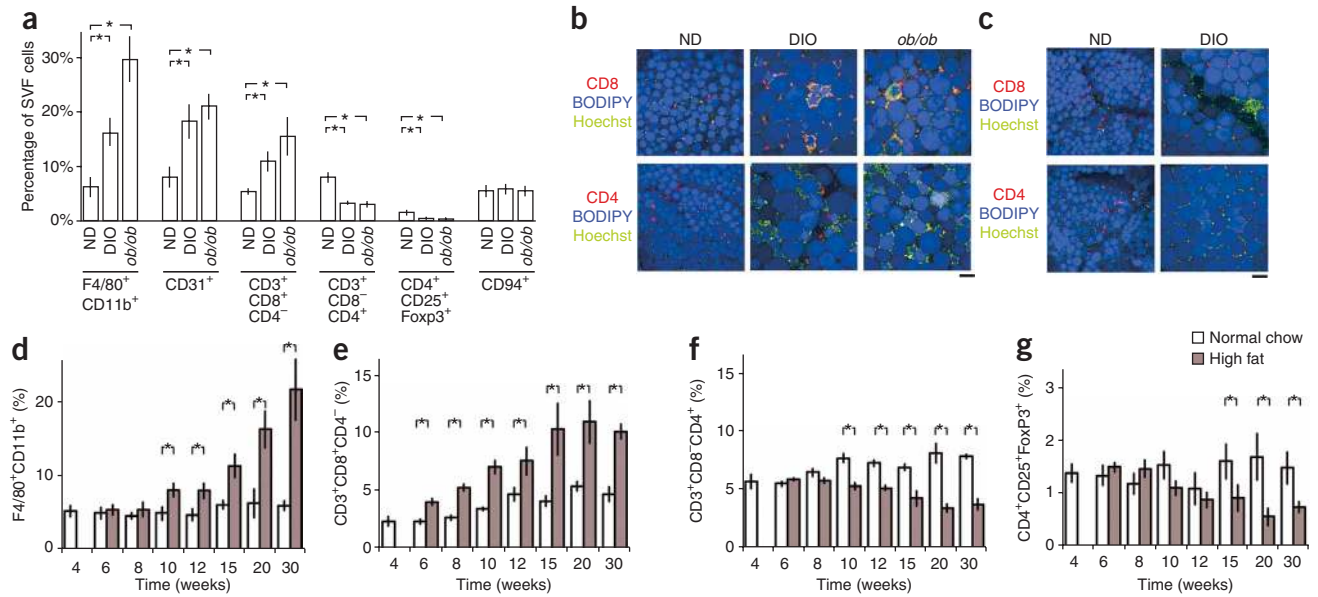 a
Percentage of SVF cells
30%
20%
10%
0%
* * * * * * * * * *
ND DIO ob/ob ND DIO ob/ob ND DIO ob/ob ND DIO ob/ob ND DIO ob/ob ND DIO ob/ob
F4/80⁺
CD11b⁺
CD31⁺
CD3⁺
CD8⁺
CD4⁻
CD3⁺
CD8⁻
CD4⁺
CD4⁺
CD25⁺
Foxp3⁺
CD94⁺
b
ND DIO ob/ob
CD8
BODIPY
Hoechst
CD4
BODIPY
Hoechst
c
ND DIO
CD8
BODIPY
Hoechst
CD4
BODIPY
Hoechst
d
F4/80⁺CD11b⁺ (%)
20
10
0
* * * * *
4 6 8 10 12 15 20 30
Time (weeks)
e
CD3⁺CD8⁺CD4⁻ (%)
15
10
5
0
* * * * * * *
4 6 8 10 12 15 20 30
Time (weeks)
f
CD3⁺CD8⁻CD4⁺ (%)
15
10
5
0
* * * * *
4 6 8 10 12 15 20 30
Time (weeks)
g
Normal chow
High fat
CD4⁺CD25⁺FoxP3⁺ (%)
3
2
1
0
* * *
4 6 8 10 12 15 20 30
Time (weeks)